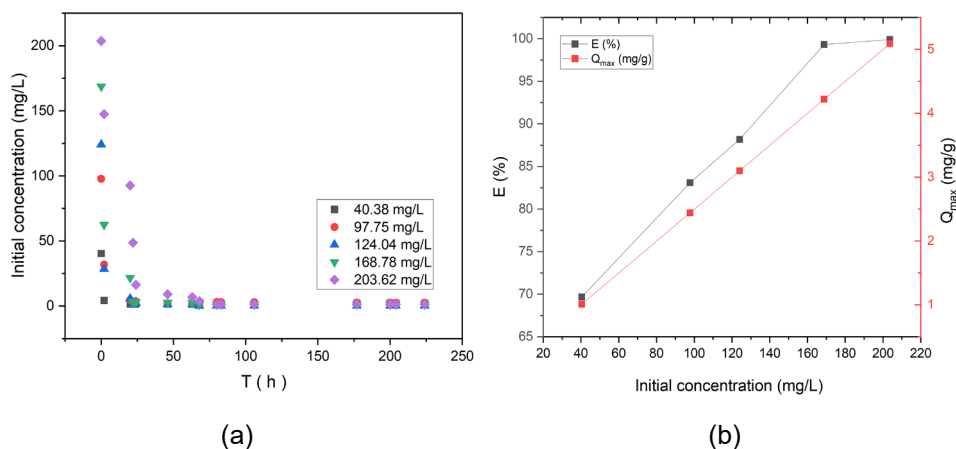 200
150
100
50
0
Initial concentration (mg/L)
40.38 mg/L
97.75 mg/L
124.04 mg/L
168.78 mg/L
203.62 mg/L
0 50 100 150 200 250
T ( h )
(a)
100
95
90
85
80
75
70
65
E (%)
E (%)
Qmax (mg/g)
5
4
3
2
1
Qmax (mg/g)
20 40 60 80 100 120 140 160 180 200 220
Initial concentration (mg/L)
(b)